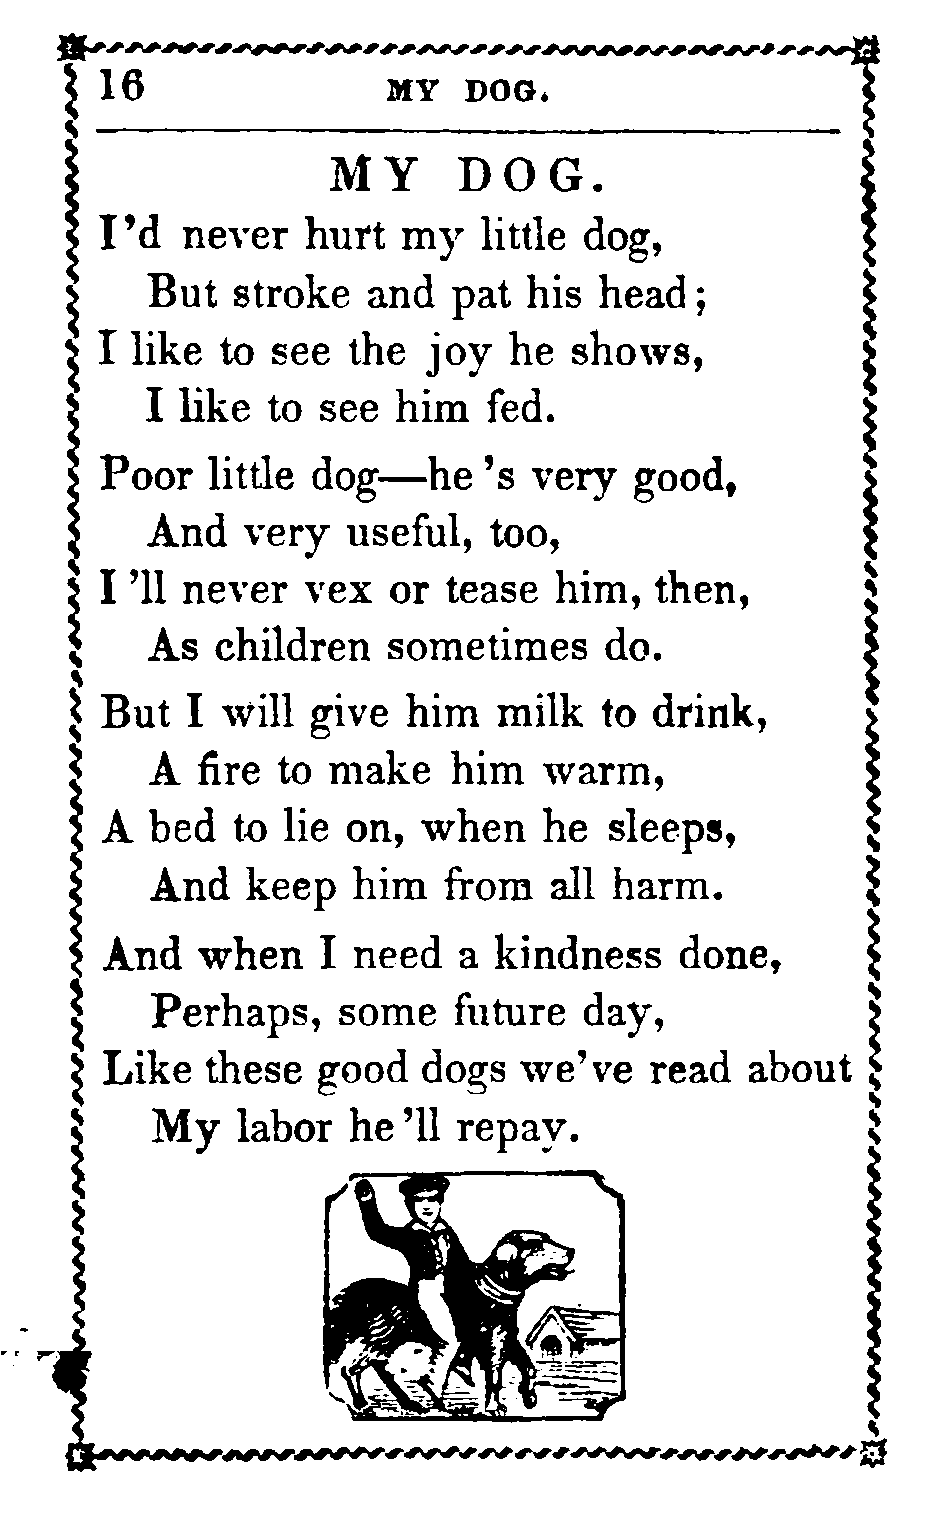 16 MY DOG.
MY DOG.
I'd never hurt my little dog,
But stroke and pat his head;
I like to see the joy he shows,
I like to see him fed.
Poor little dog—he 's very good,
And very useful, too,
I 'll never vex or tease him, then,
As children sometimes do.
But I will give him milk to drink,
A fire to make him warm,
A bed to lie on, when he sleeps,
And keep him from all harm.
And when I need a kindness done,
Perhaps, some future day,
Like these good dogs we've read about
My labor he 'll repay.